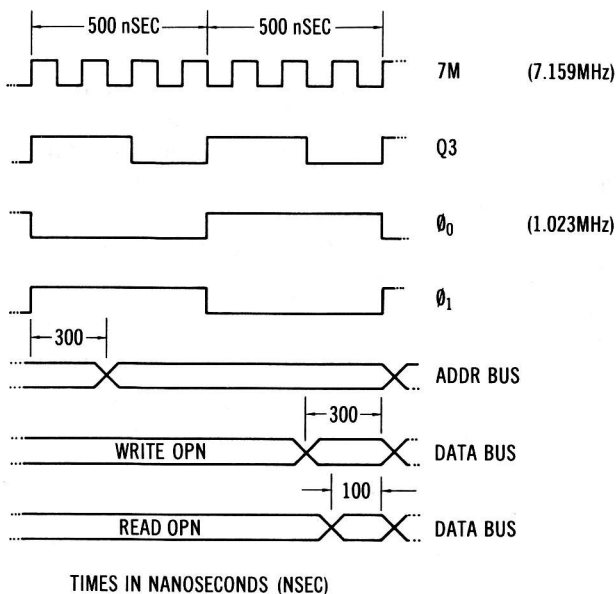 500 nSEC 500 nSEC
7M (7.159MHz)
Q3
Ø0 (1.023MHz)
Ø1
300
ADDR BUS
300
WRITE OPN DATA BUS
100
READ OPN DATA BUS
TIMES IN NANOSECONDS (NSEC)